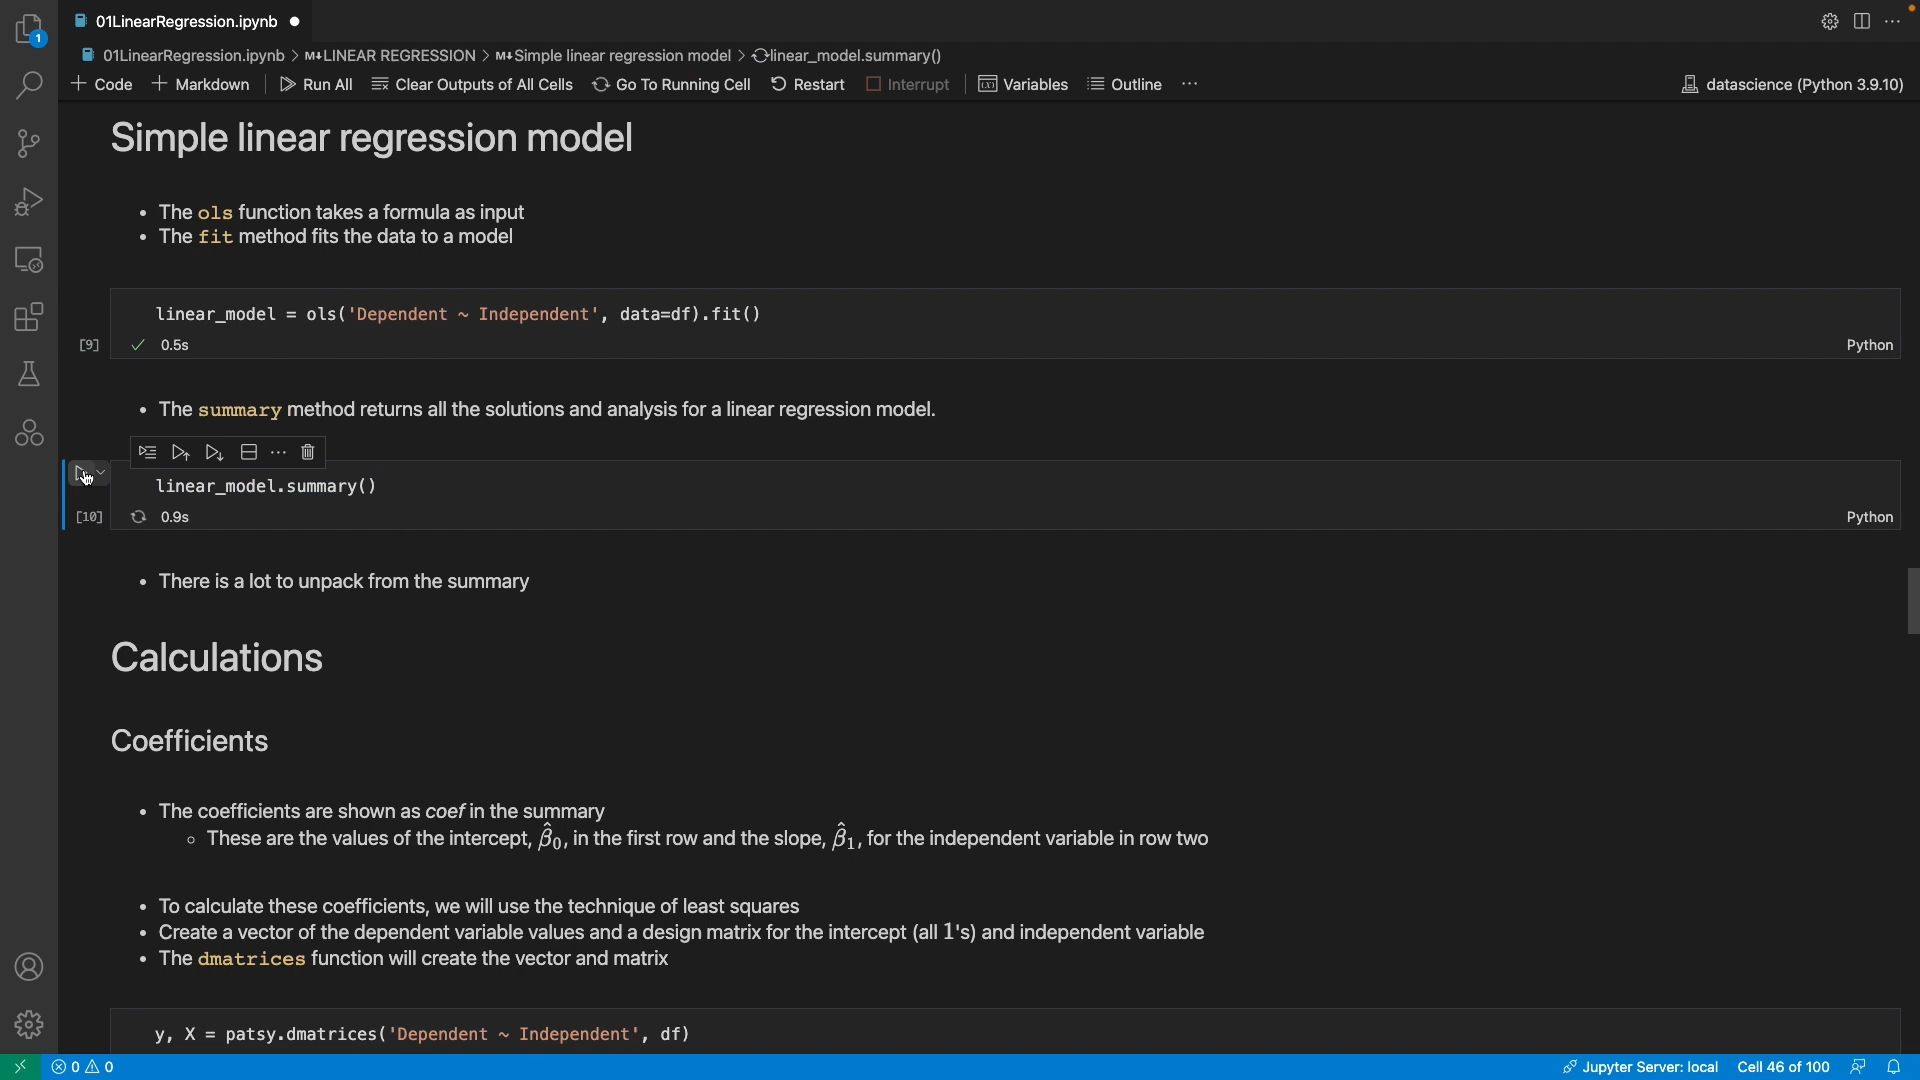 01LinearRegression.ipynb
1
01LinearRegression.ipynb > M↓LINEAR REGRESSION > M↓Simple linear regression model > linear_model.summary()
+ Code + Markdown Run All Clear Outputs of All Cells Go To Running Cell Restart Interrupt Variables Outline ··· datascience (Python 3.9.10)
Simple linear regression model
• The ols function takes a formula as input
• The fit method fits the data to a model
linear_model = ols('Dependent ~ Independent', data=df).fit()
[9] ✓ 0.5s Python
• The summary method returns all the solutions and analysis for a linear regression model.
linear_model.summary()
[10] 0.9s Python
• There is a lot to unpack from the summary
Calculations
Coefficients
• The coefficients are shown as coef in the summary
◦ These are the values of the intercept, β̂₀, in the first row and the slope, β̂₁, for the independent variable in row two
• To calculate these coefficients, we will use the technique of least squares
• Create a vector of the dependent variable values and a design matrix for the intercept (all 1's) and independent variable
• The dmatrices function will create the vector and matrix
y, X = patsy.dmatrices('Dependent ~ Independent', df)
0 0 Jupyter Server: local Cell 46 of 100